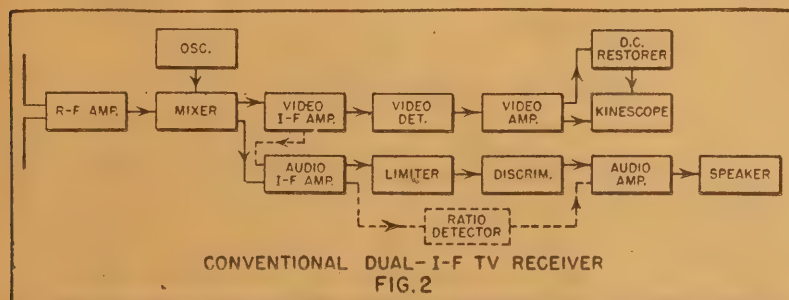 OSC.
D.C.
RESTORER
R-F AMP.
MIXER
VIDEO
I-F AMP.
VIDEO
DET.
VIDEO
AMP.
KINESCOPE
AUDIO
I-F AMP.
LIMITER
DISCRIM.
AUDIO
AMP.
SPEAKER
RATIO
DETECTOR
CONVENTIONAL DUAL-I-F TV RECEIVER
FIG.2